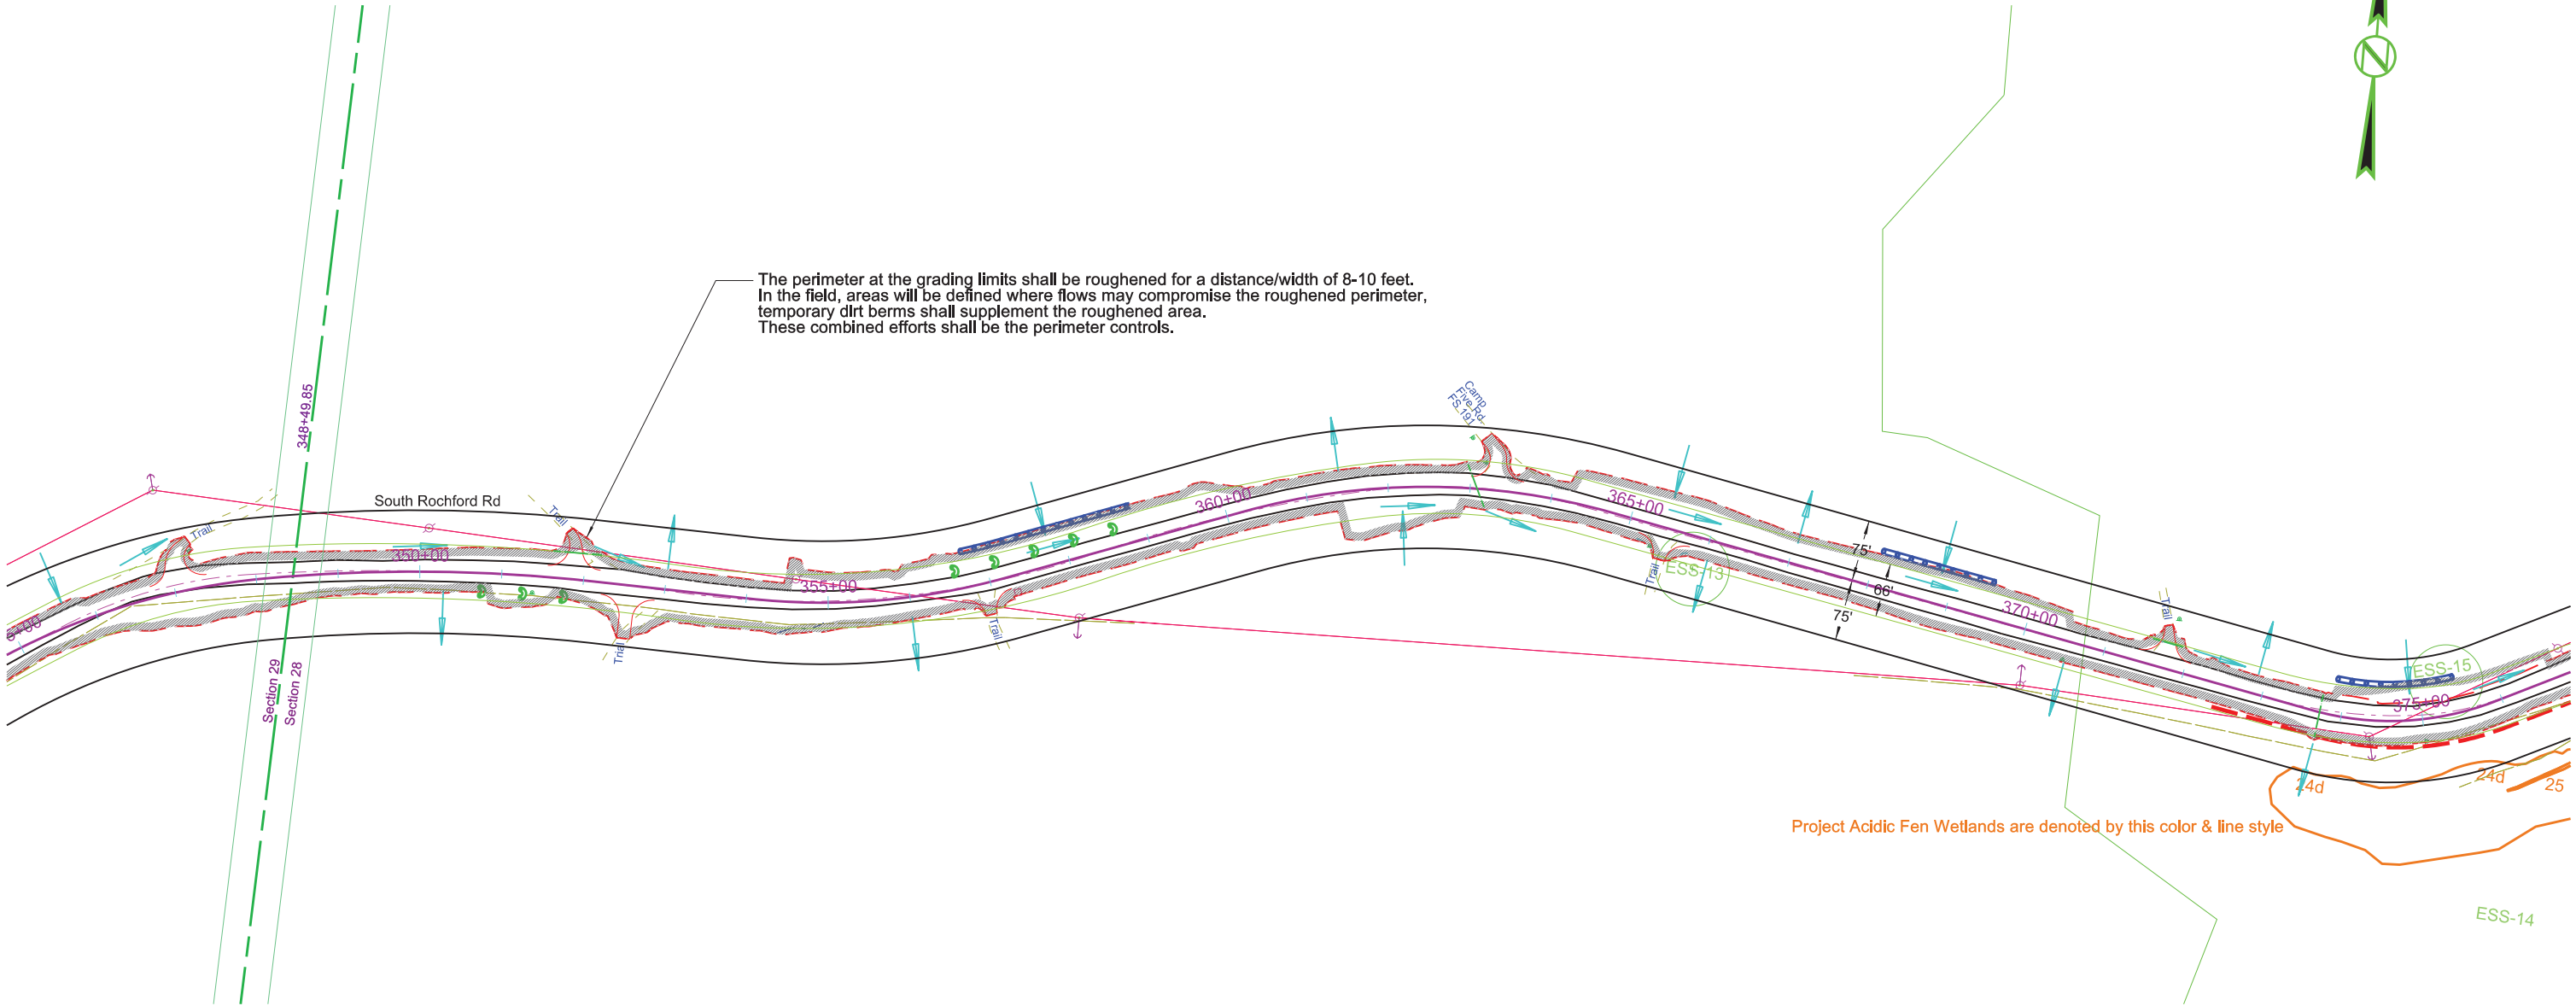 N
The perimeter at the grading limits shall be roughened for a distance/width of 8-10 feet.
In the field, areas will be defined where flows may compromise the roughened perimeter,
temporary dirt berms shall supplement the roughened area.
These combined efforts shall be the perimeter controls.
348+49.85
Camp
Five Rd
FS 191
South Rochford Rd
Trail
Trail
350+00
355+00
360+00
365+00
370+00
375+00
Trial
Trail
Trail
Trail
ESS-13
75'
66'
75'
ESS-15
Section 29
Section 28
24d
24d
25
Project Acidic Fen Wetlands are denoted by this color & line style
ESS-14